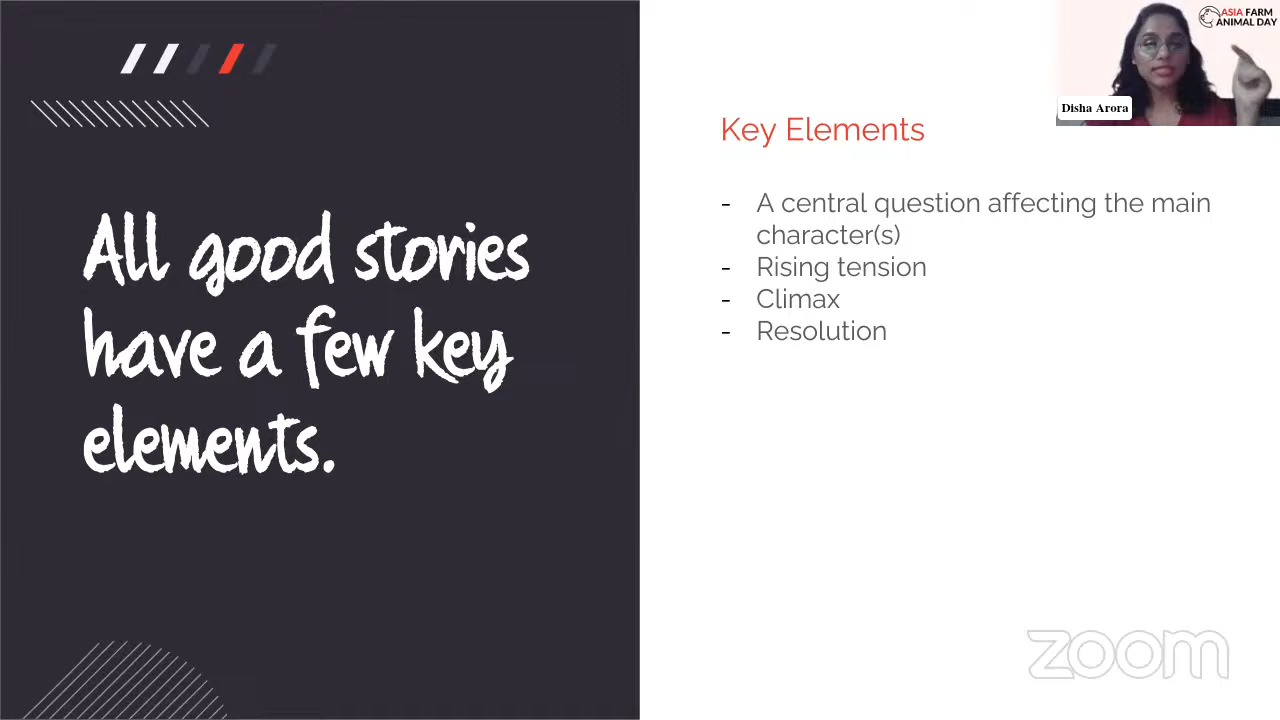 All good stories
have a few key
elements.
Key Elements
- A central question affecting the main
character(s)
- Rising tension
- Climax
- Resolution
ASIA FARM
ANIMAL DAY
Disha Arora
zoom